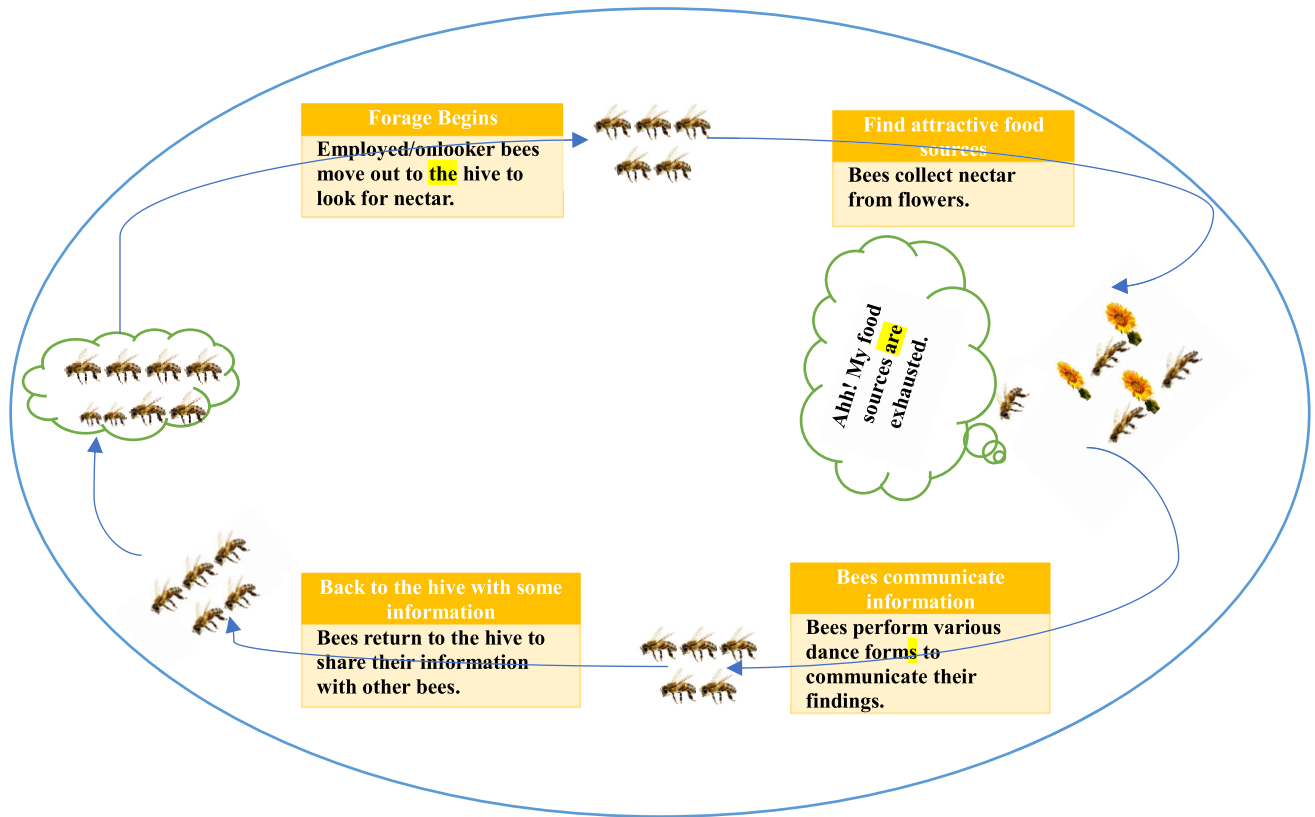 Forage Begins
Employed/onlooker bees
move out to the hive to
look for nectar.
Find attractive food
sources
Bees collect nectar
from flowers.
Ahh! My food
sources are
exhausted.
Bees communicate
information
Bees perform various
dance forms to
communicate their
findings.
Back to the hive with some
information
Bees return to the hive to
share their information
with other bees.